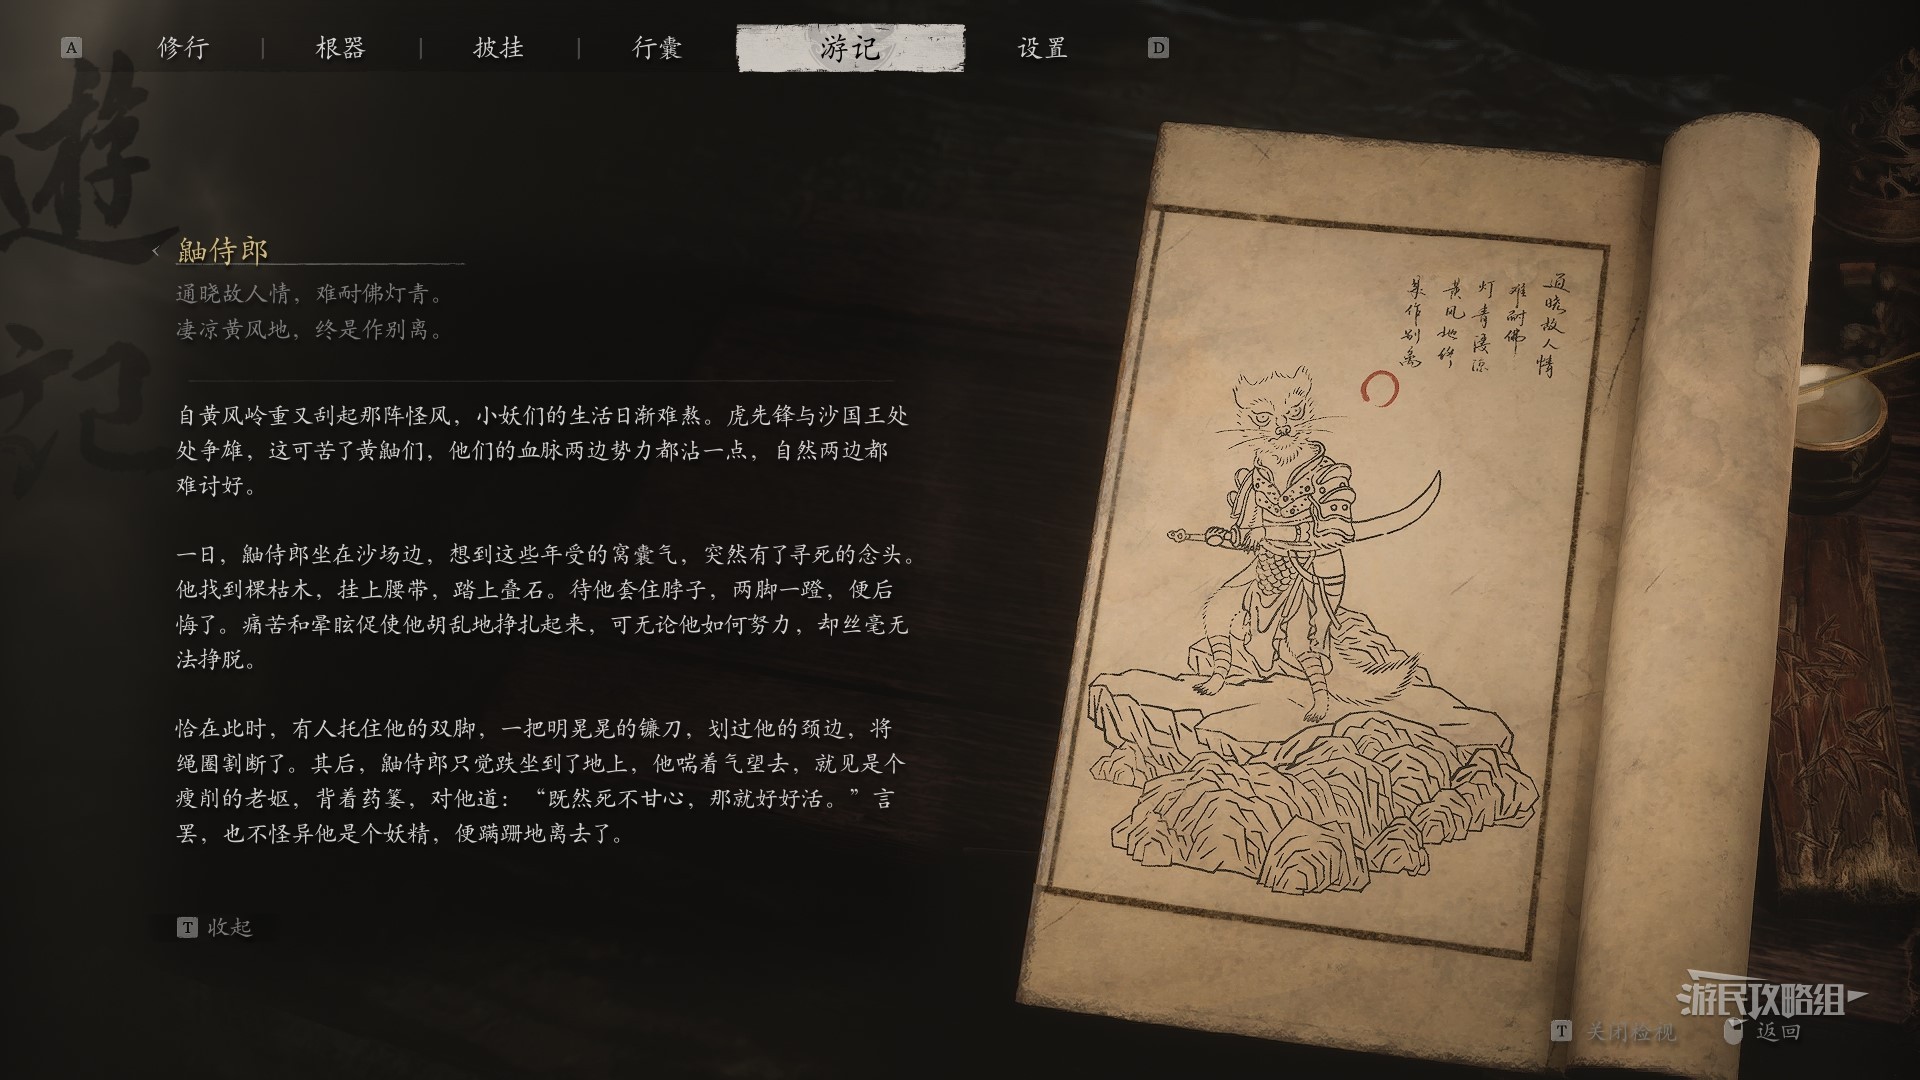 A 修行 | 根器 | 披挂 | 行囊 游记 设置 D
遊記
鼬侍郎
通晓故人情，难耐佛灯青。
凄凉黄风地，终是作别离。
自黄风岭重又刮起那阵怪风，小妖们的生活日渐难熬。虎先锋与沙国王处
处争雄，这可苦了黄鼬们，他们的血脉两边势力都沾一点，自然两边都
难讨好。
一日，鼬侍郎坐在沙场边，想到这些年受的窝囊气，突然有了寻死的念头。
他找到棵枯木，挂上腰带，踏上叠石。待他套住脖子，两脚一蹬，便后
悔了。痛苦和晕眩促使他胡乱地挣扎起来，可无论他如何努力，却丝毫无
法挣脱。
恰在此时，有人托住他的双脚，一把明晃晃的镰刀，划过他的颈边，将
绳圈割断了。其后，鼬侍郎只觉跌坐到了地上，他喘着气望去，就见是个
瘦削的老妪，背着药篓，对他道：“既然死不甘心，那就好好活。”言
罢，也不怪异他是个妖精，便蹒跚地离去了。
T 收起
通晓故人情
难耐佛
灯青凄凉
黄风地终
是作别离
游民攻略组
T 关闭检视 返回